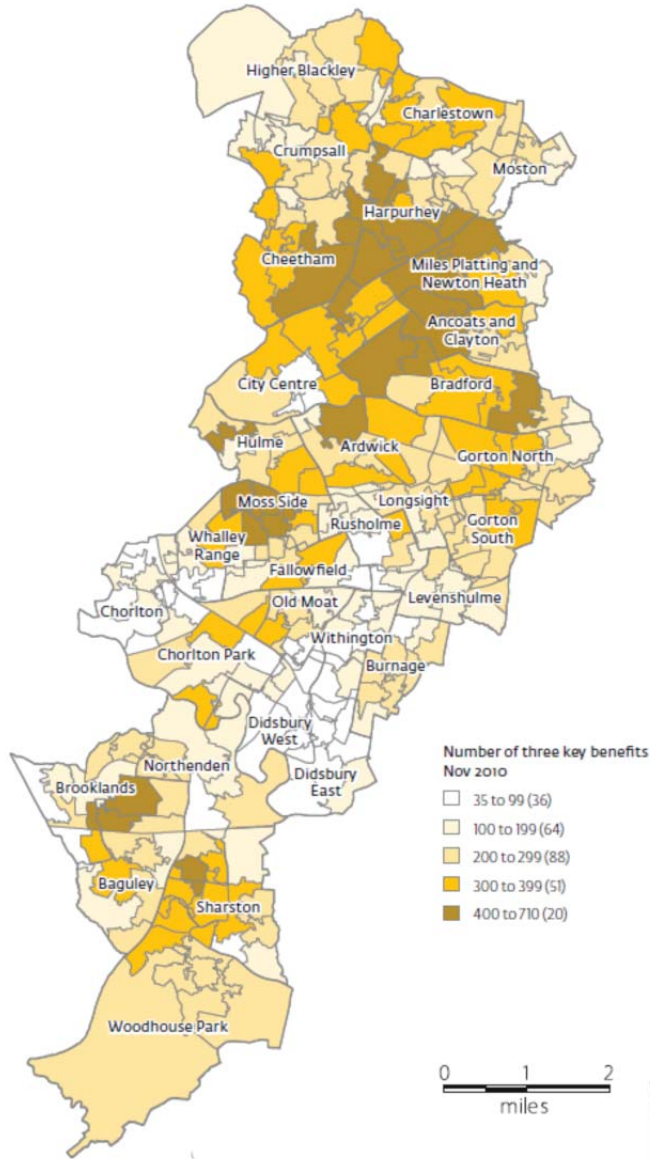 Higher Blackley
Charlestown
Crumpsall
Moston
Harpurhey
Cheetham
Miles Platting and
Newton Heath
Ancoats and
Clayton
City Centre
Bradford
Hulme
Ardwick
Gorton North
Moss Side
Longsight
Rusholme
Gorton
South
Whalley
Range
Fallowfield
Old Moat
Levenshulme
Chorlton
Withington
Chorlton Park
Burnage
Didsbury
West
Northenden
Didsbury
East
Brooklands
Baguley
Sharston
Woodhouse Park
Number of three key benefits
Nov 2010
35 to 99 (36)
100 to 199 (64)
200 to 299 (88)
300 to 399 (51)
400 to 710 (20)
0 1 2
miles